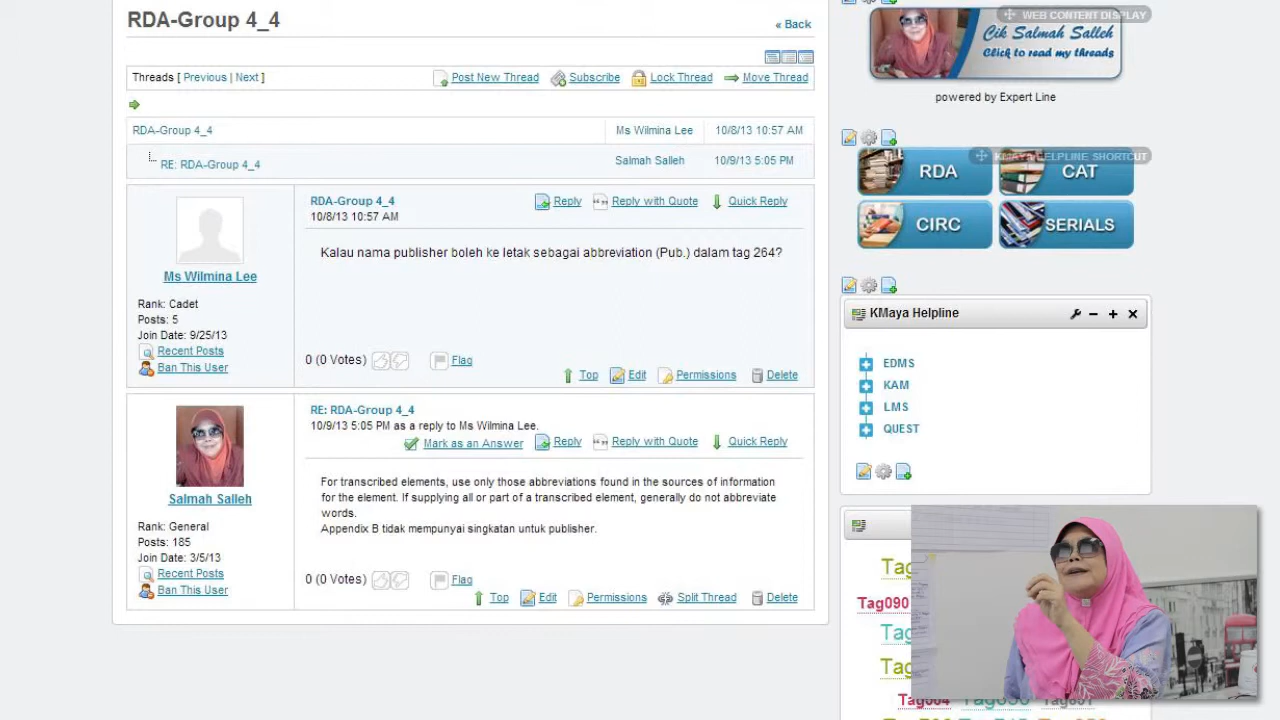 RDA-Group 4_4
« Back
Threads [ Previous | Next ]
Post New Thread
Subscribe
Lock Thread
Move Thread
RDA-Group 4_4
Ms Wilmina Lee
10/8/13 10:57 AM
RE: RDA-Group 4_4
Salmah Salleh
10/9/13 5:05 PM
Ms Wilmina Lee
Rank: Cadet
Posts: 5
Join Date: 9/25/13
Recent Posts
Ban This User
RDA-Group 4_4
10/8/13 10:57 AM
Reply
Reply with Quote
Quick Reply
Kalau nama publisher boleh ke letak sebagai abbreviation (Pub.) dalam tag 264?
0 (0 Votes)
Flag
Top
Edit
Permissions
Delete
Salmah Salleh
Rank: General
Posts: 185
Join Date: 3/5/13
Recent Posts
Ban This User
RE: RDA-Group 4_4
10/9/13 5:05 PM as a reply to Ms Wilmina Lee.
Mark as an Answer
Reply
Reply with Quote
Quick Reply
For transcribed elements, use only those abbreviations found in the sources of information
for the element. If supplying all or part of a transcribed element, generally do not abbreviate
words.
Appendix B tidak mempunyai singkatan untuk publisher.
0 (0 Votes)
Flag
Top
Edit
Permissions
Split Thread
Delete
WEB CONTENT DISPLAY
Cik Salmah Salleh
Click to read my threads
powered by Expert Line
KMAYA HELPLINE SHORTCUT
RDA
CAT
CIRC
SERIALS
KMaya Helpline
EDMS
KAM
LMS
QUEST
Tag090